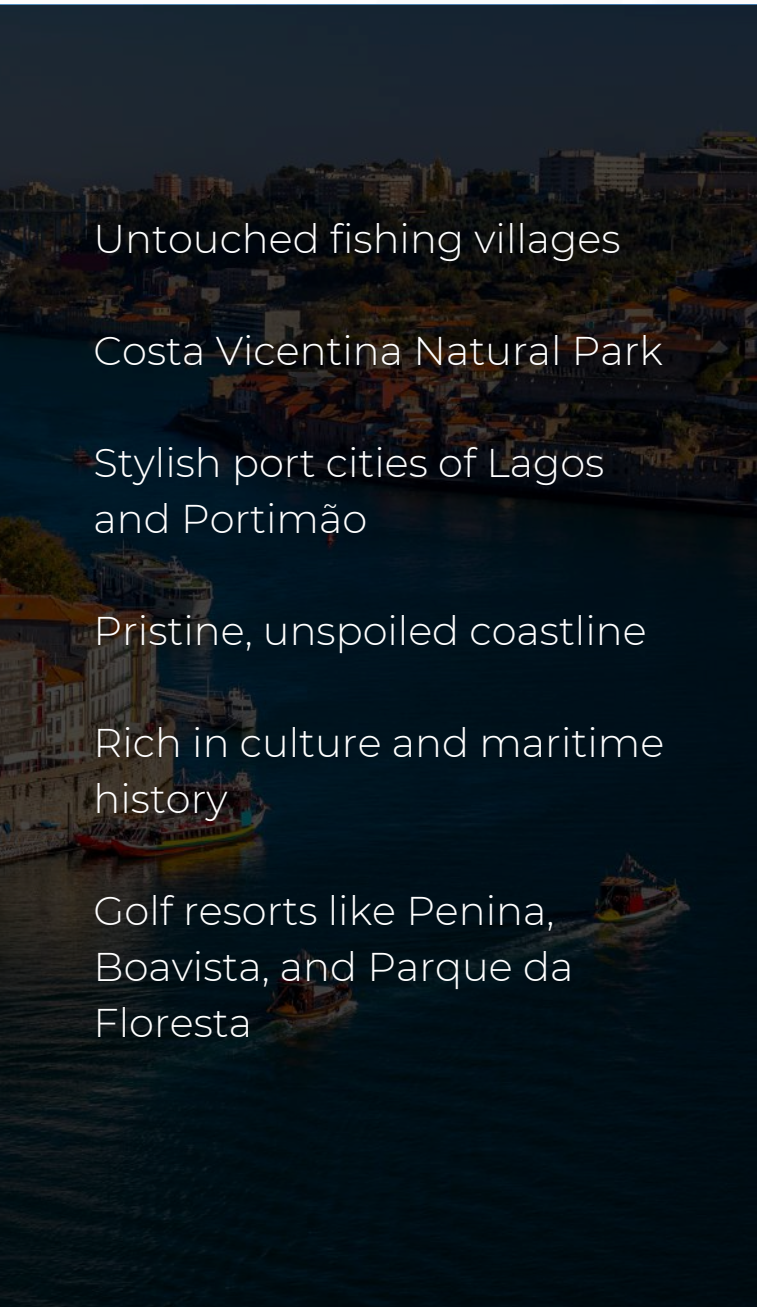 Untouched fishing villages
Costa Vicentina Natural Park
Stylish port cities of Lagos
and Portimão
Pristine, unspoiled coastline
Rich in culture and maritime
history
Golf resorts like Penina,
Boavista, and Parque da
Floresta